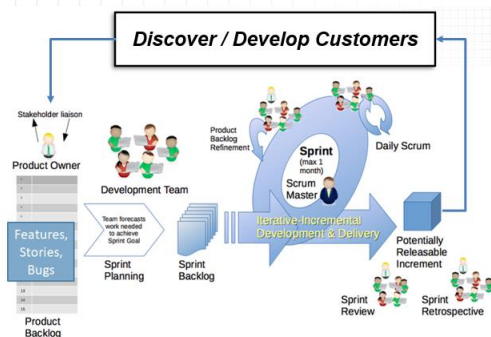 Discover / Develop Customers
Stakeholder liaison
Product Owner
Development Team
Features,
Stories,
Bugs
Product
Backlog
Team forecasts
work needed
to achieve
Sprint Goal
Sprint
Planning
Sprint
Backlog
Product
Backlog
Refinement
Sprint
(max 1
month)
Scrum
Master
Daily Scrum
Iterative-Incremental
Development & Delivery
Potentially
Releasable
Increment
Sprint
Review
Sprint
Retrospective